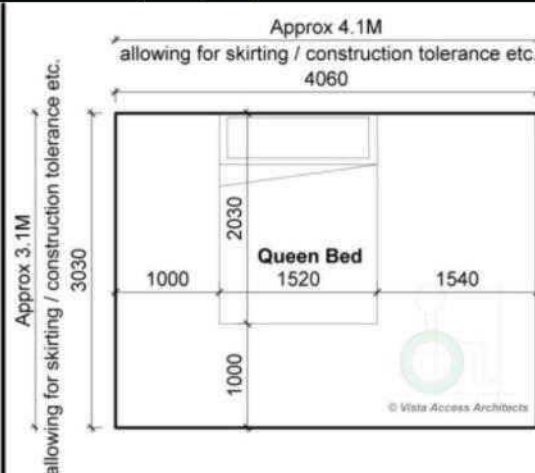 Approx 4.1M
allowing for skirting / construction tolerance etc.
4060
Approx 3.1M
allowing for skirting / construction tolerance etc.
3030
2030
Queen Bed
1000
1520
1540
1000
© Vista Access Architects